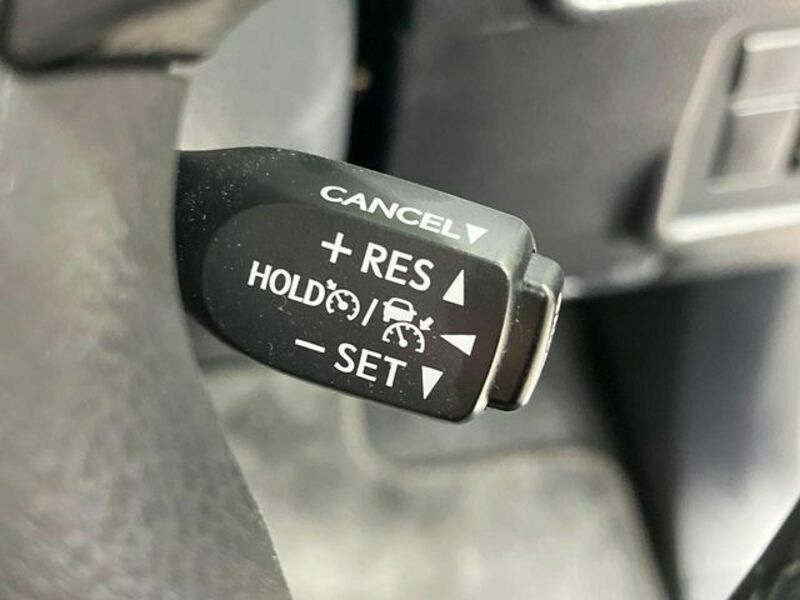 CANCEL▼
+ RES ▲
HOLD /
− SET ▼